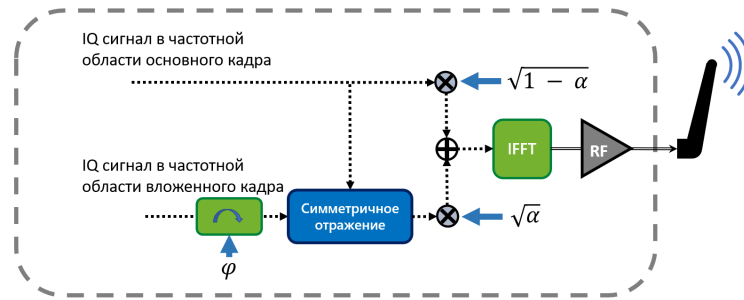 IQ сигнал в частотной
области основного кадра
√1 − α
IFFT
RF
IQ сигнал в частотной
области вложенного кадра
Симметричное
отражение
√α
φ